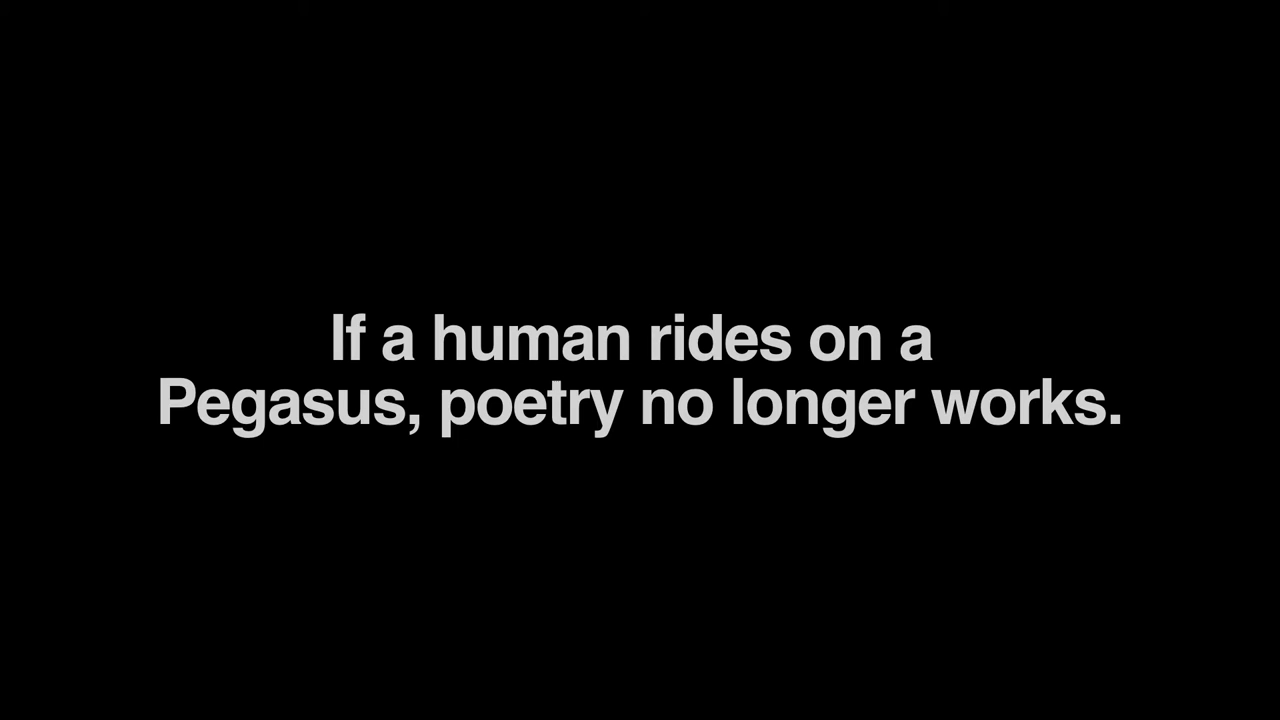 If a human rides on a
Pegasus, poetry no longer works.